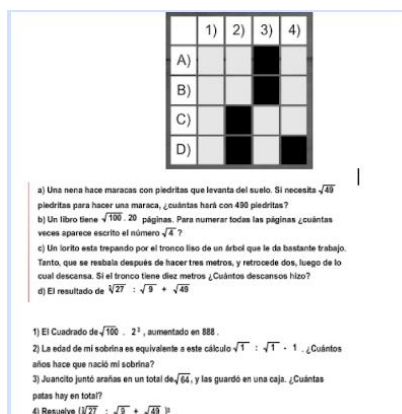 1) 2) 3) 4)
A)
B)
C)
D)
a) Una nena hace maracas con piedritas que levanta del suelo. Si necesita √49
piedritas para hacer una maraca, ¿cuántas hará con 490 piedritas?
b) Un libro tiene √100 . 20 páginas. Para numerar todas las páginas ¿cuántas
veces aparece escrito el número √4 ?
c) Un lorito esta trepando por el tronco liso de un árbol que le da bastante trabajo.
Tanto, que se resbala después de hacer tres metros, y retrocede dos, luego de lo
cual descansa. Si el tronco tiene diez metros ¿Cuántos descansos hizo?
d) El resultado de ∛27 : √9 + √49
1) El Cuadrado de √100 . 2³ , aumentado en 888 .
2) La edad de mi sobrina es equivalente a este cálculo √1 : √1 - 1 . ¿Cuántos
años hace que nació mi sobrina?
3) Juancito juntó arañas en un total de √64, y las guardó en una caja. ¿Cuántas
patas hay en total?
4) Resuelve (∛27 : √9 + √49 )²